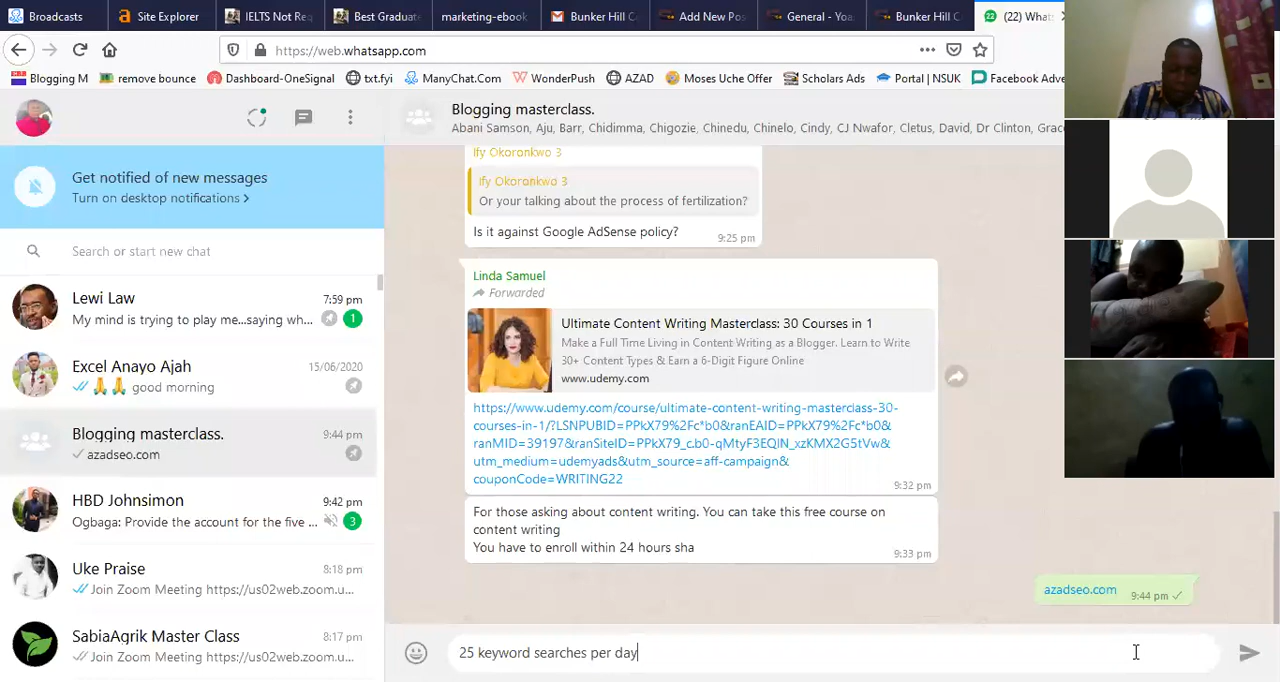 Broadcasts
Site Explorer
IELTS Not Re
Best Graduat
marketing-ebook
Bunker Hill C
Add New Pos
General - Yoa
Bunker Hill C
(22) What
https://web.whatsapp.com
Blogging M
remove bounce
Dashboard-OneSignal
txt.fyi
ManyChat.Com
WonderPush
AZAD
Moses Uche Offer
Scholars Ads
Portal | NSUK
Facebook Adve
Get notified of new messages
Turn on desktop notifications >
Search or start new chat
Lewi Law
7:59 pm
My mind is trying to play me...saying wh...
1
Excel Anayo Ajah
15/06/2020
🙏 🙏 good morning
Blogging masterclass.
9:44 pm
azadseo.com
HBD Johnsimon
9:42 pm
Ogbaga: Provide the account for the five ...
3
Uke Praise
8:18 pm
Join Zoom Meeting https://us02web.zoom.u...
SabiaAgrik Master Class
8:17 pm
Join Zoom Meeting https://us02web.zoom.u...
Blogging masterclass.
Abani Samson, Aju, Barr, Chidimma, Chigozie, Chinedu, Chinelo, Cindy, CJ Nwafor, Cletus, David, Dr Clinton, Grace
Ify Okoronkwo 3
Ify Okoronkwo 3
Or your talking about the process of fertilization?
Is it against Google AdSense policy?
9:25 pm
Linda Samuel
Forwarded
Ultimate Content Writing Masterclass: 30 Courses in 1
Make a Full Time Living in Content Writing as a Blogger. Learn to Write
30+ Content Types & Earn a 6-Digit Figure Online
www.udemy.com
https://www.udemy.com/course/ultimate-content-writing-masterclass-30-
courses-in-1/?LSNPUBID=PPkX79%2Fc*b0&ranEAID=PPkX79%2Fc*b0&
ranMID=39197&ranSiteID=PPkX79_c.b0-qMtyF3EQIN_xzKMX2G5tVw&
utm_medium=udemyads&utm_source=aff-campaign&
couponCode=WRITING22
9:32 pm
For those asking about content writing. You can take this free course on
content writing
You have to enroll within 24 hours sha
9:33 pm
azadseo.com
9:44 pm
25 keyword searches per day